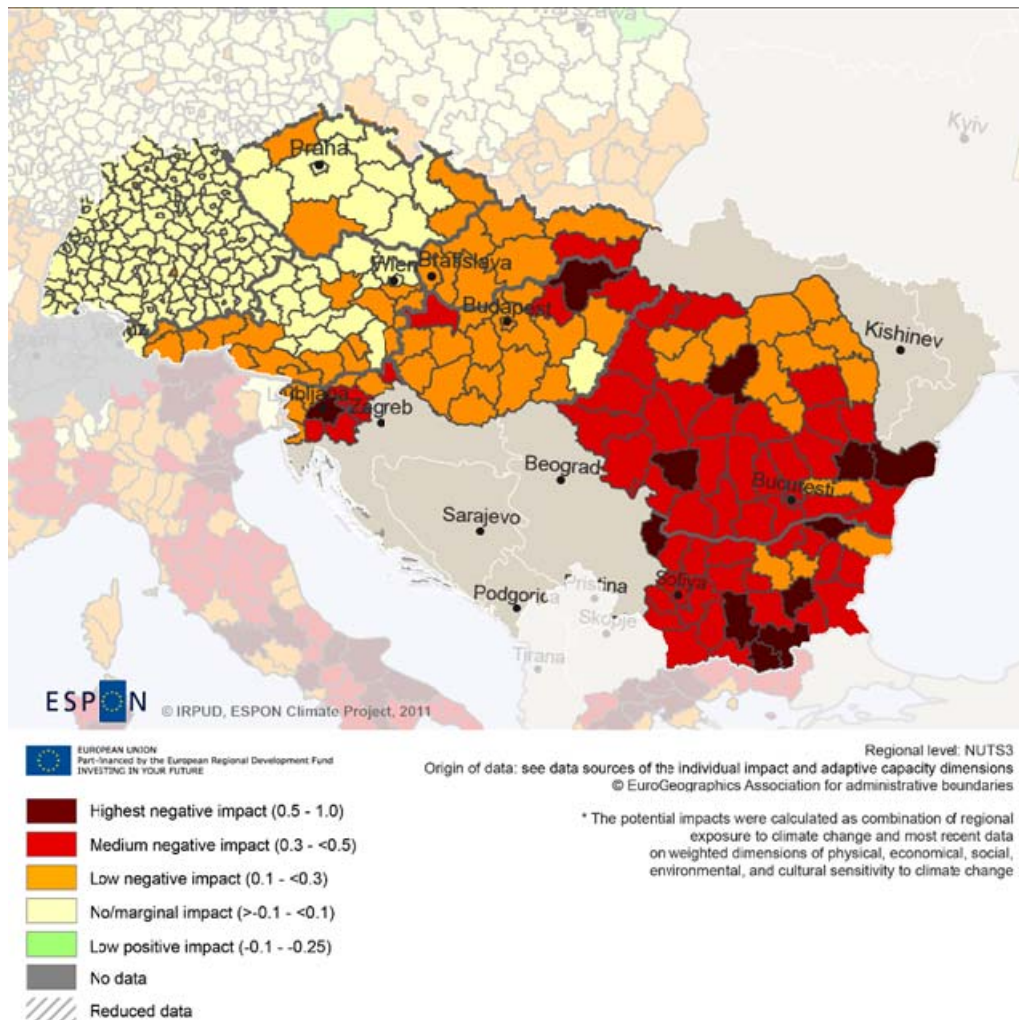 Warszawa
Kyiv
Praha
Wien
Bratislava
Budapest
Kishinev
Ljubljana
Zagreb
Beograd
Bucuresti
Sarajevo
Podgorica
Pristina
Sofiya
Skopje
Tirana
ESPON
© IRPUD, ESPON Climate Project, 2011
EUROPEAN UNION
Part-financed by the European Regional Development Fund
INVESTING IN YOUR FUTURE
Regional level: NUTS3
Origin of data: see data sources of the individual impact and adaptive capacity dimensions
© EuroGeographics Association for administrative boundaries
* The potential impacts were calculated as combination of regional
exposure to climate change and most recent data
on weighted dimensions of physical, economical, social,
environmental, and cultural sensitivity to climate change
Highest negative impact (0.5 - 1.0)
Medium negative impact (0.3 - <0.5)
Low negative impact (0.1 - <0.3)
No/marginal impact (>-0.1 - <0.1)
Low positive impact (-0.1 - -0.25)
No data
Reduced data